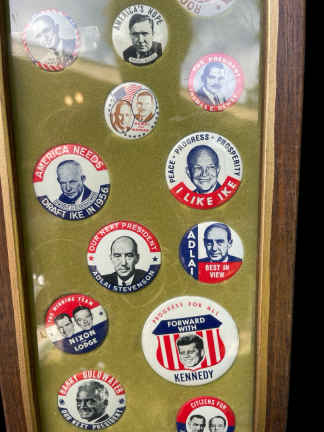 AMERICA'S HOPE
FOR PRESIDENT
AMERICA NEEDS
DRAFT IKE IN 1956
PEACE • PROGRESS • PROSPERITY
I LIKE IKE
OUR NEXT PRESIDENT
ADLAI STEVENSON
ADLAI
BEST IN
VIEW
THE WINNING TEAM
NIXON
LODGE
PROGRESS FOR ALL
FORWARD
WITH
KENNEDY
BARRY GOLDWATER
OUR NEXT PRESIDENT
CITIZENS FOR